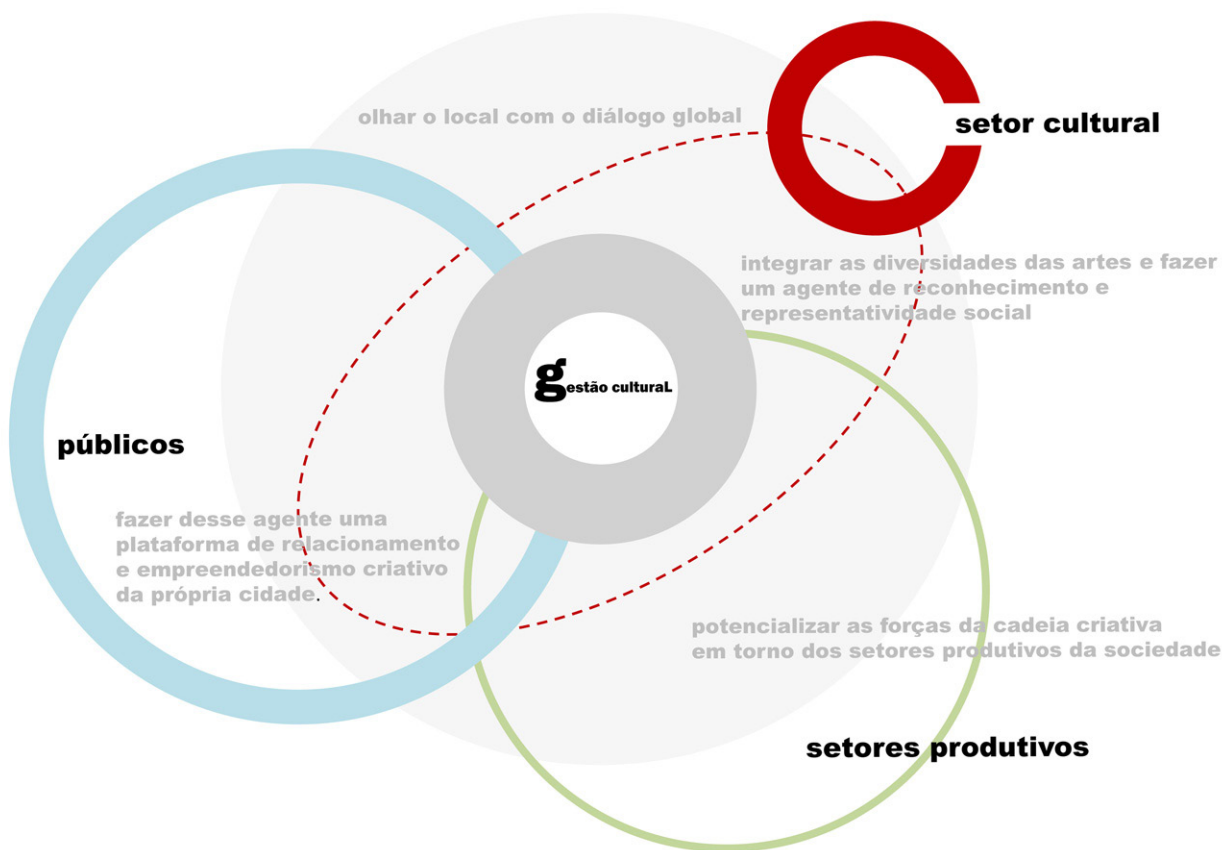 olhar o local com o diálogo global
setor cultural
integrar as diversidades das artes e fazer
um agente de reconhecimento e
representatividade social
gestão culturaL
públicos
fazer desse agente uma
plataforma de relacionamento
e empreendedorismo criativo
da própria cidade.
potencializar as forças da cadeia criativa
em torno dos setores produtivos da sociedade
setores produtivos